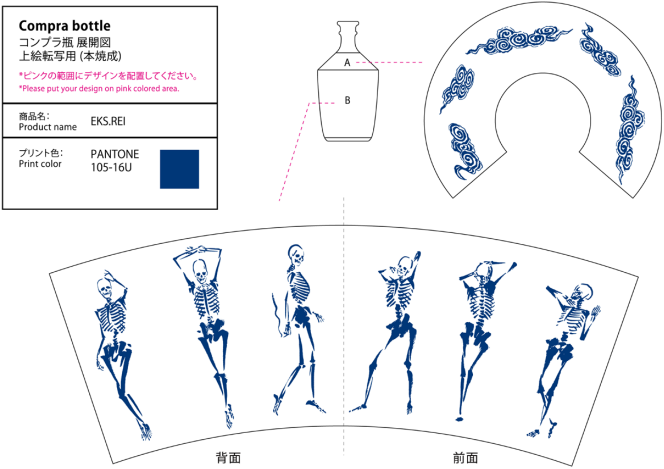 Compra bottle
コンプラ瓶 展開図
上絵転写用 (本焼成)
*ピンクの範囲にデザインを配置してください。
*Please put your design on pink colored area.
商品名:
Product name
EKS.REI
プリント色:
Print color
PANTONE
105-16U
A
B
背面
前面